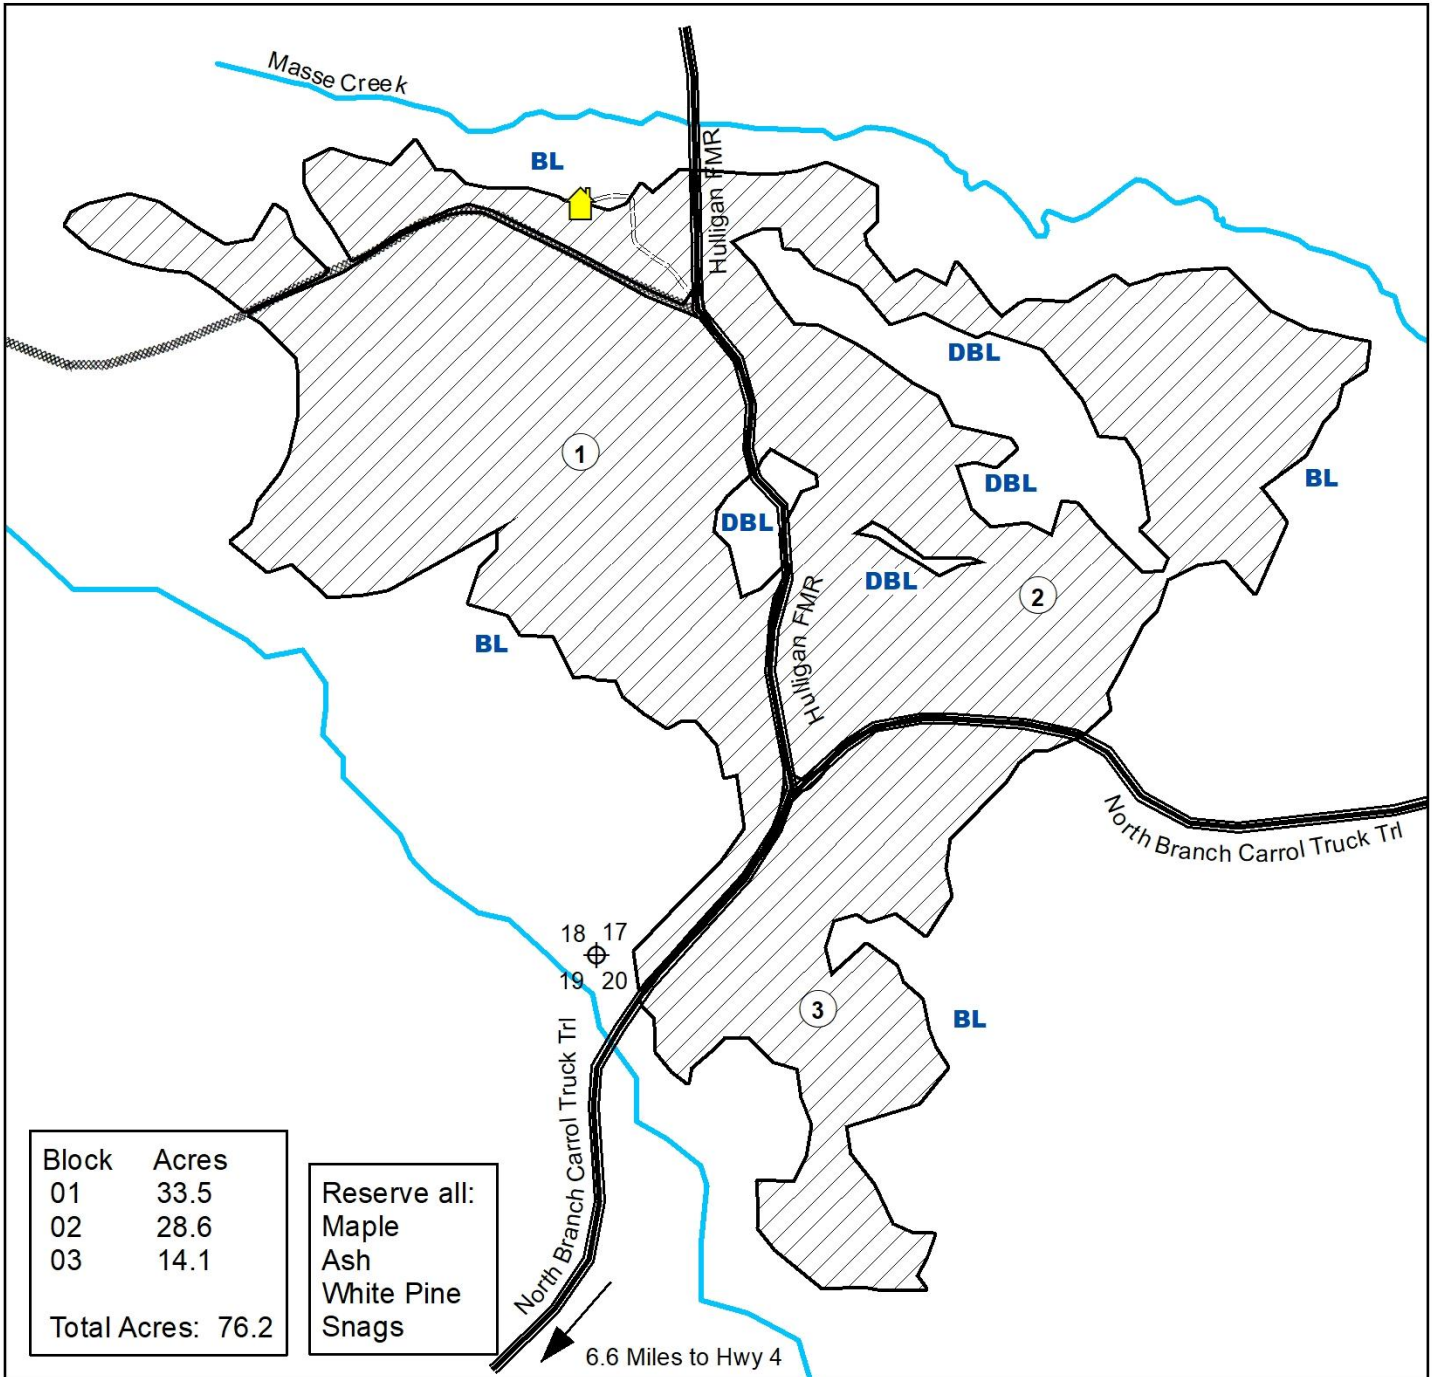 Masse Creek
BL
Hulligan FMR
DBL
1
DBL
BL
DBL
DBL
2
Hulligan FMR
BL
North Branch Carrol Truck Trl
18 17
19 20
3
BL
North Branch Carrol Truck Trl
Block Acres
01 33.5
02 28.6
03 14.1
Total Acres: 76.2
Reserve all:
Maple
Ash
White Pine
Snags
6.6 Miles to Hwy 4